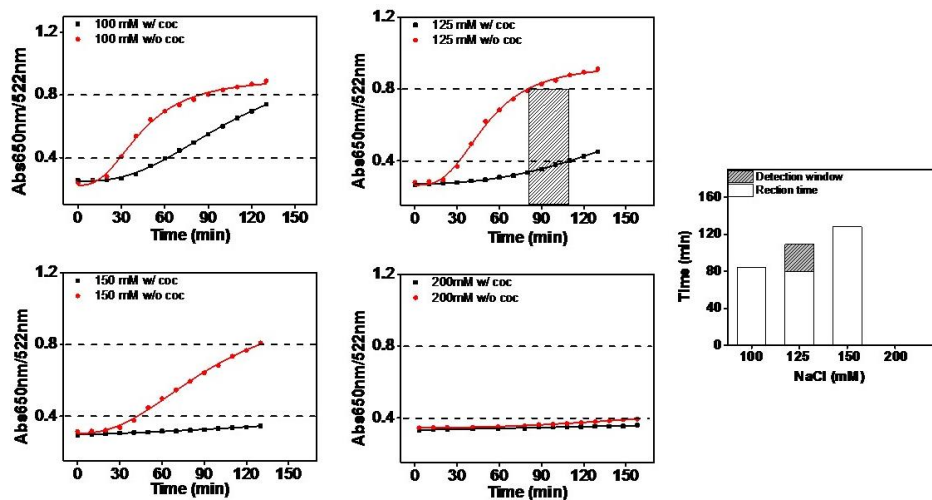 100 mM w/ coc
100 mM w/o coc
1.2
0.8
0.4
Abs650nm/522nm
0 30 60 90 120 150
Time (min)
125 mM w/ coc
125 mM w/o coc
1.2
0.8
0.4
Abs650nm/522nm
0 30 60 90 120 150
Time (min)
150 mM w/ coc
150 mM w/o coc
1.2
0.8
0.4
Abs650nm/522nm
0 30 60 90 120 150
Time (min)
200mM w/ coc
200mM w/o coc
1.2
0.8
0.4
Abs650nm/522nm
0 30 60 90 120 150
Time (min)
Detection window
Rection time
160
120
80
40
0
Time (min)
100 125 150 200
NaCl (mM)